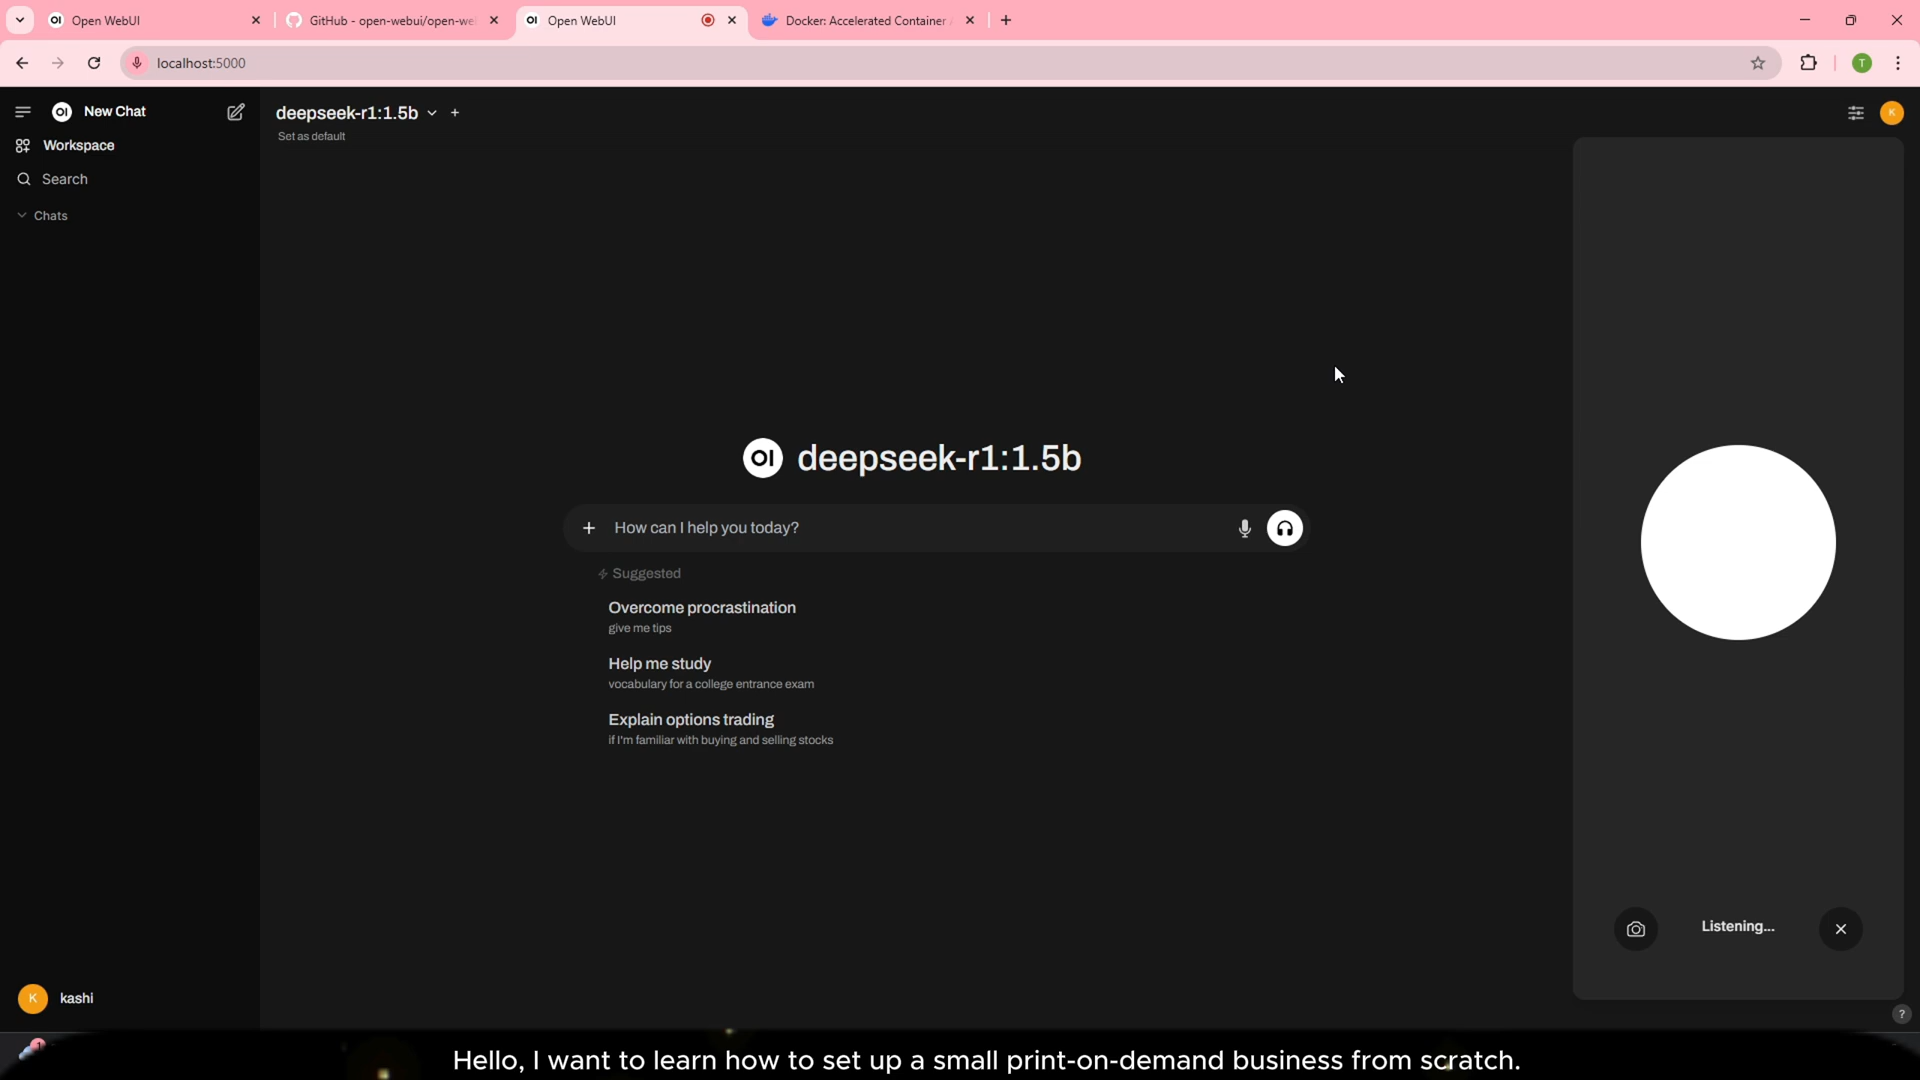 Open WebUI
GitHub - open-webui/open-we
Open WebUI
Docker: Accelerated Container
localhost:5000
T
OI New Chat
Workspace
Search
Chats
deepseek-r1:1.5b
Set as default
K
OI deepseek-r1:1.5b
How can I help you today?
Suggested
Overcome procrastination
give me tips
Help me study
vocabulary for a college entrance exam
Explain options trading
if I'm familiar with buying and selling stocks
Listening...
K kashi
?
1
Hello, I want to learn how to set up a small print-on-demand business from scratch.